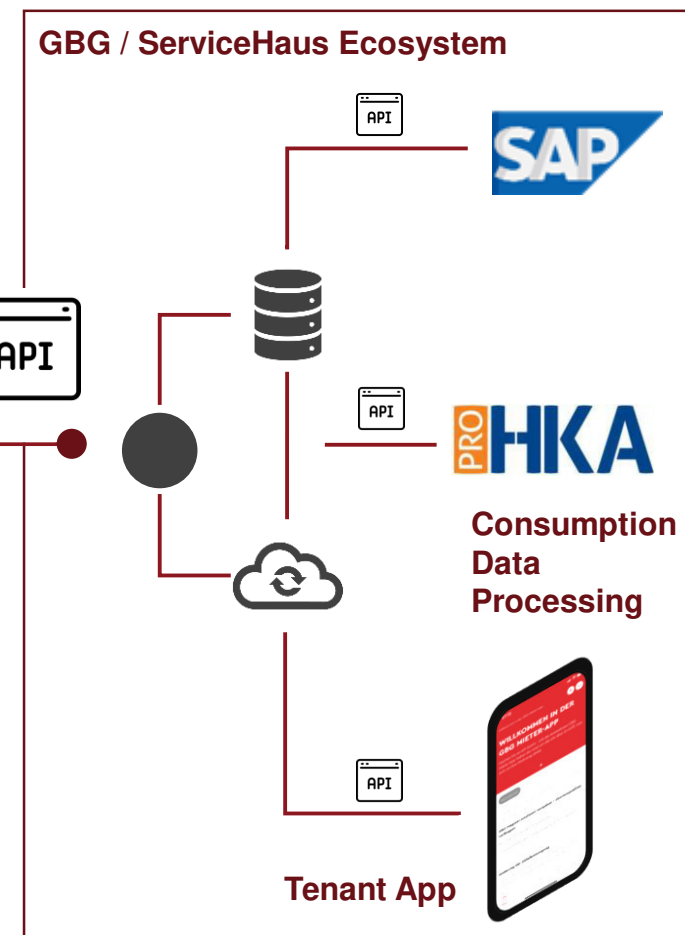 GBG / ServiceHaus Ecosystem
API
SAP
API
API
PRO HKA
Consumption
Data
Processing
WILLKOMMEN IN DER
GBG MIETER-APP
API
Tenant App